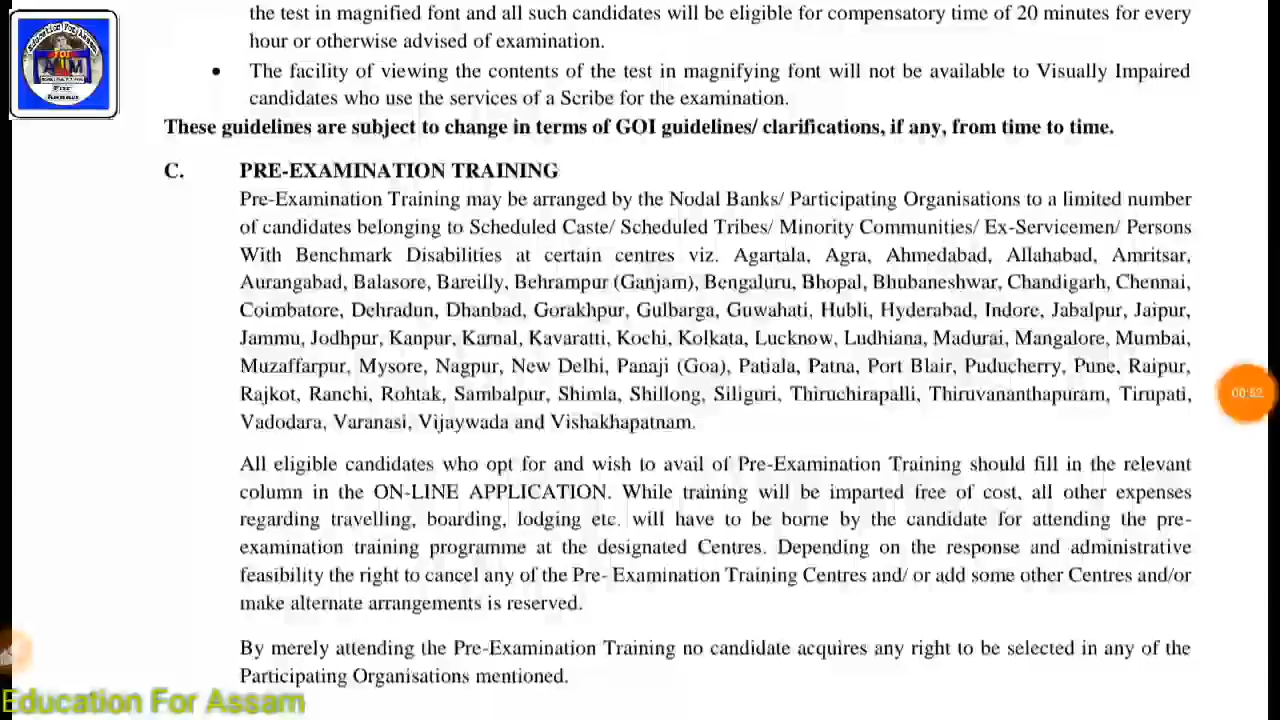 the test in magnified font and all such candidates will be eligible for compensatory time of 20 minutes for every
hour or otherwise advised of examination.
• The facility of viewing the contents of the test in magnifying font will not be available to Visually Impaired
candidates who use the services of a Scribe for the examination.
These guidelines are subject to change in terms of GOI guidelines/ clarifications, if any, from time to time.
C. PRE-EXAMINATION TRAINING
Pre-Examination Training may be arranged by the Nodal Banks/ Participating Organisations to a limited number
of candidates belonging to Scheduled Caste/ Scheduled Tribes/ Minority Communities/ Ex-Servicemen/ Persons
With Benchmark Disabilities at certain centres viz. Agartala, Agra, Ahmedabad, Allahabad, Amritsar,
Aurangabad, Balasore, Bareilly, Behrampur (Ganjam), Bengaluru, Bhopal, Bhubaneshwar, Chandigarh, Chennai,
Coimbatore, Dehradun, Dhanbad, Gorakhpur, Gulbarga, Guwahati, Hubli, Hyderabad, Indore, Jabalpur, Jaipur,
Jammu, Jodhpur, Kanpur, Karnal, Kavaratti, Kochi, Kolkata, Lucknow, Ludhiana, Madurai, Mangalore, Mumbai,
Muzaffarpur, Mysore, Nagpur, New Delhi, Panaji (Goa), Patiala, Patna, Port Blair, Puducherry, Pune, Raipur,
Rajkot, Ranchi, Rohtak, Sambalpur, Shimla, Shillong, Siliguri, Thiruchirapalli, Thiruvananthapuram, Tirupati,
Vadodara, Varanasi, Vijaywada and Vishakhapatnam.
All eligible candidates who opt for and wish to avail of Pre-Examination Training should fill in the relevant
column in the ON-LINE APPLICATION. While training will be imparted free of cost, all other expenses
regarding travelling, boarding, lodging etc. will have to be borne by the candidate for attending the pre-
examination training programme at the designated Centres. Depending on the response and administrative
feasibility the right to cancel any of the Pre- Examination Training Centres and/ or add some other Centres and/or
make alternate arrangements is reserved.
By merely attending the Pre-Examination Training no candidate acquires any right to be selected in any of the
Participating Organisations mentioned.
00:52
Education For Assam